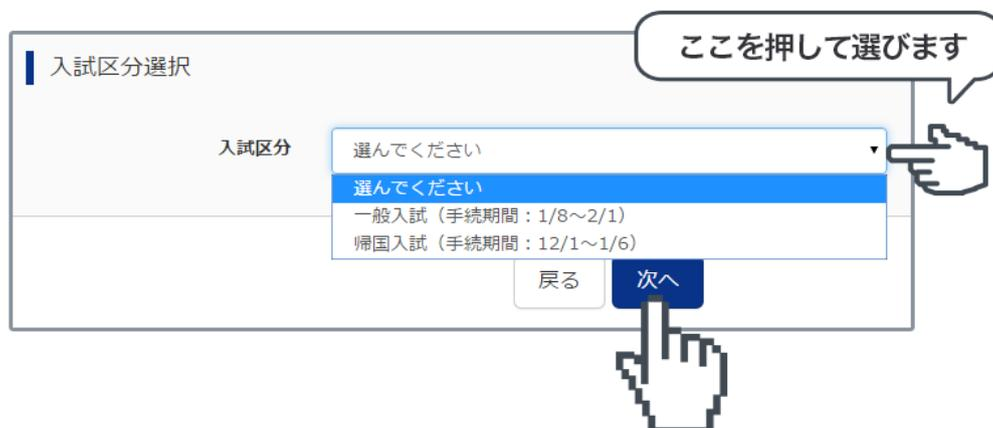 ここを押して選びます
入試区分選択
入試区分
選んでください
選んでください
一般入試（手続期間：1/8～2/1）
帰国入試（手続期間：12/1～1/6）
戻る
次へ